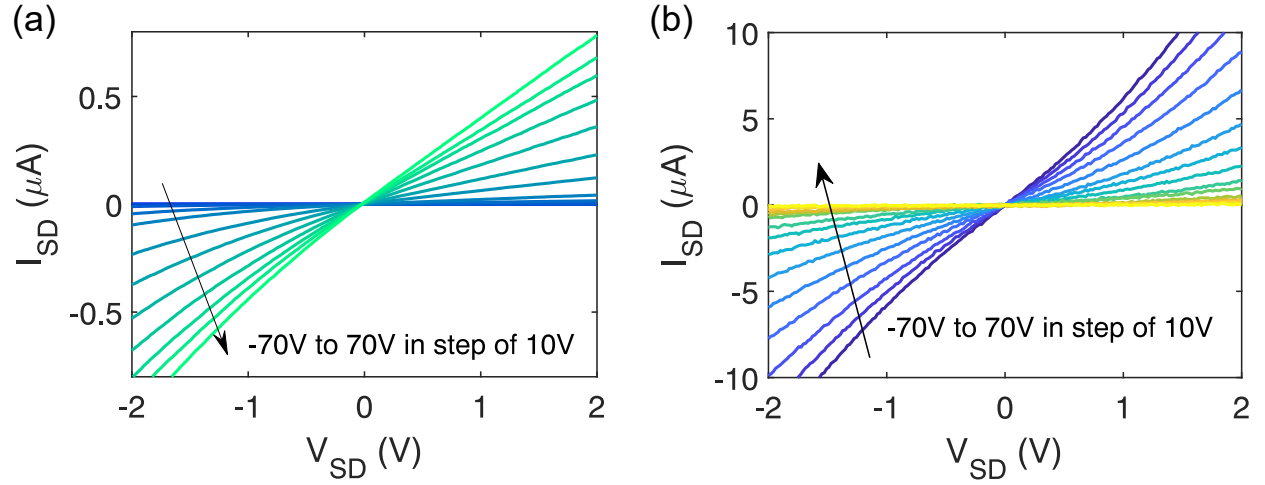 (a)
0.5
0
-0.5
I_SD (μA)
-70V to 70V in step of 10V
-2 -1 0 1 2
V_SD (V)
(b)
10
5
0
-5
-10
I_SD (μA)
-70V to 70V in step of 10V
-2 -1 0 1 2
V_SD (V)